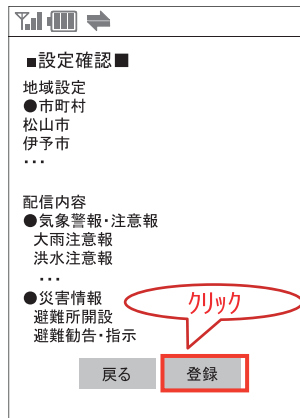 ■設定確認■
地域設定
●市町村
松山市
伊予市
･･･
配信内容
●気象警報･注意報
大雨注意報
洪水注意報
･･･
●災害情報
避難所開設
避難勧告･指示
クリック
戻る
登録